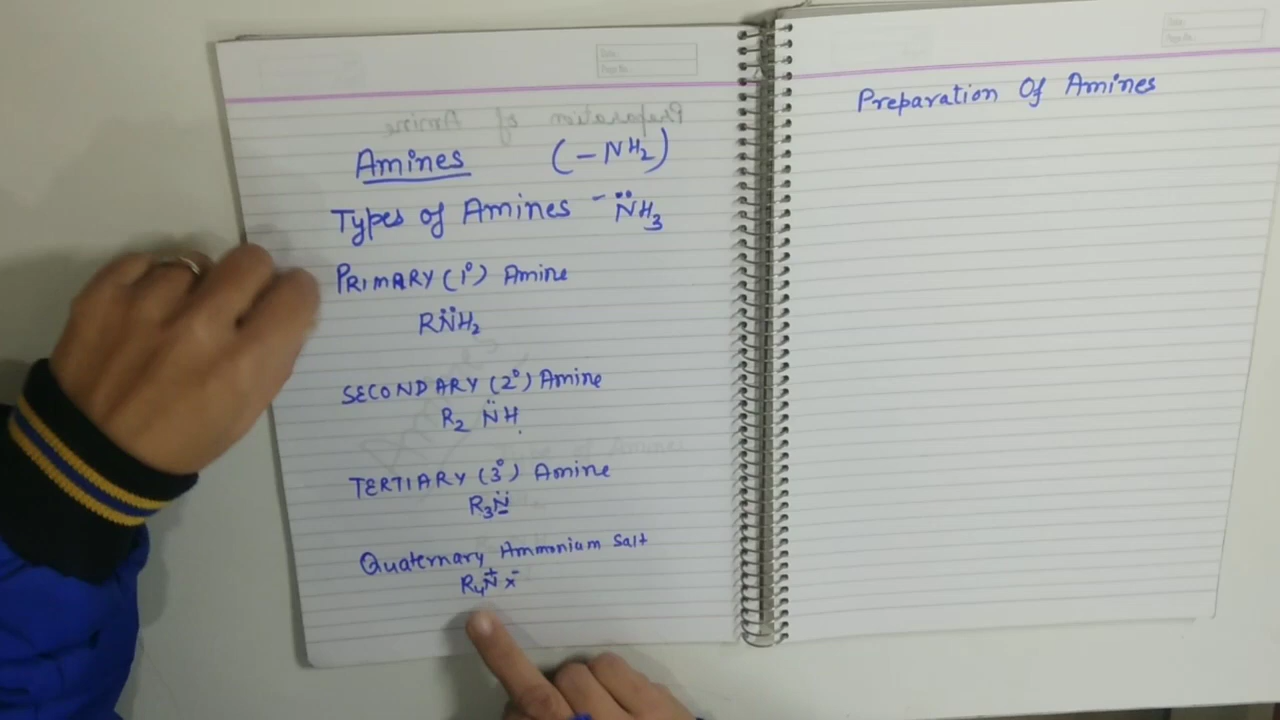 Amines (-NH₂)
Types of Amines - N̈H₃
PRIMARY (1°) Amine
RN̈H₂
SECONDARY (2°) Amine
R₂ N̈H
TERTIARY (3°) Amine
R₃N̈
Quaternary Ammonium Salt
R₄N⁺X⁻
Preparation Of Amines